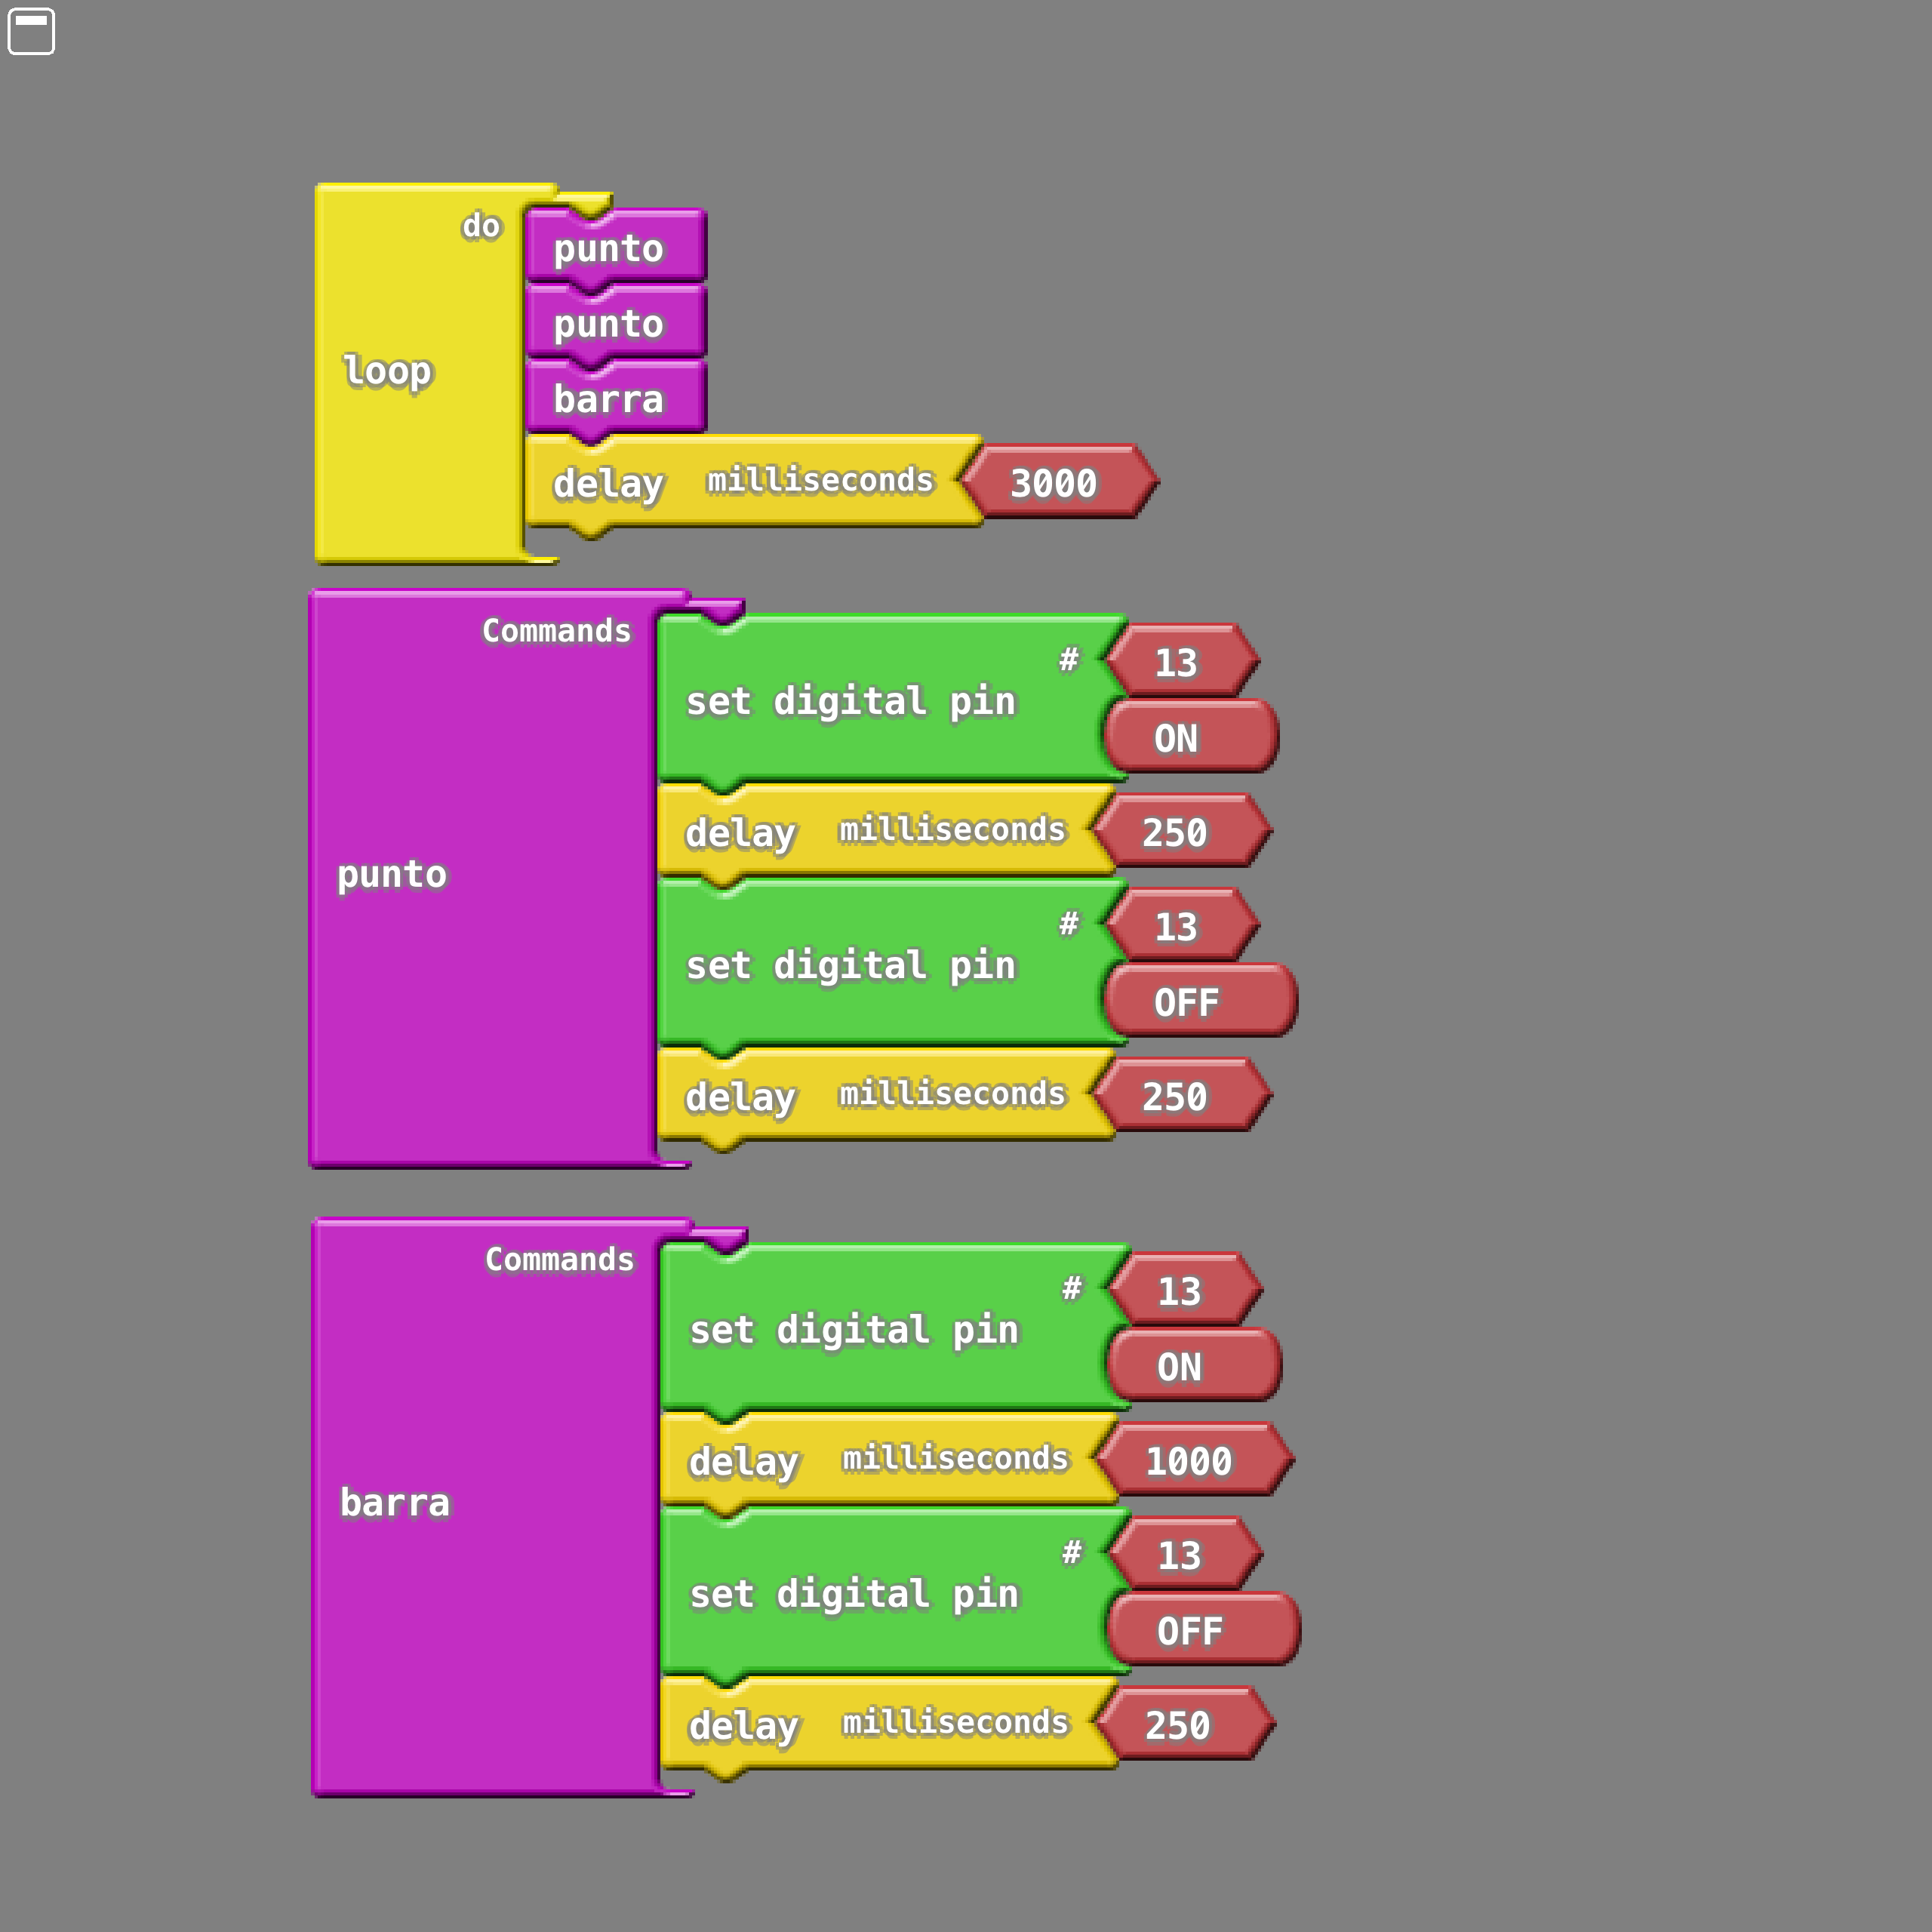 do
punto
punto
loop
barra
delay milliseconds 3000
Commands
# 13
set digital pin
ON
delay milliseconds 250
punto
# 13
set digital pin
OFF
delay milliseconds 250
Commands
# 13
set digital pin
ON
delay milliseconds 1000
barra
# 13
set digital pin
OFF
delay milliseconds 250